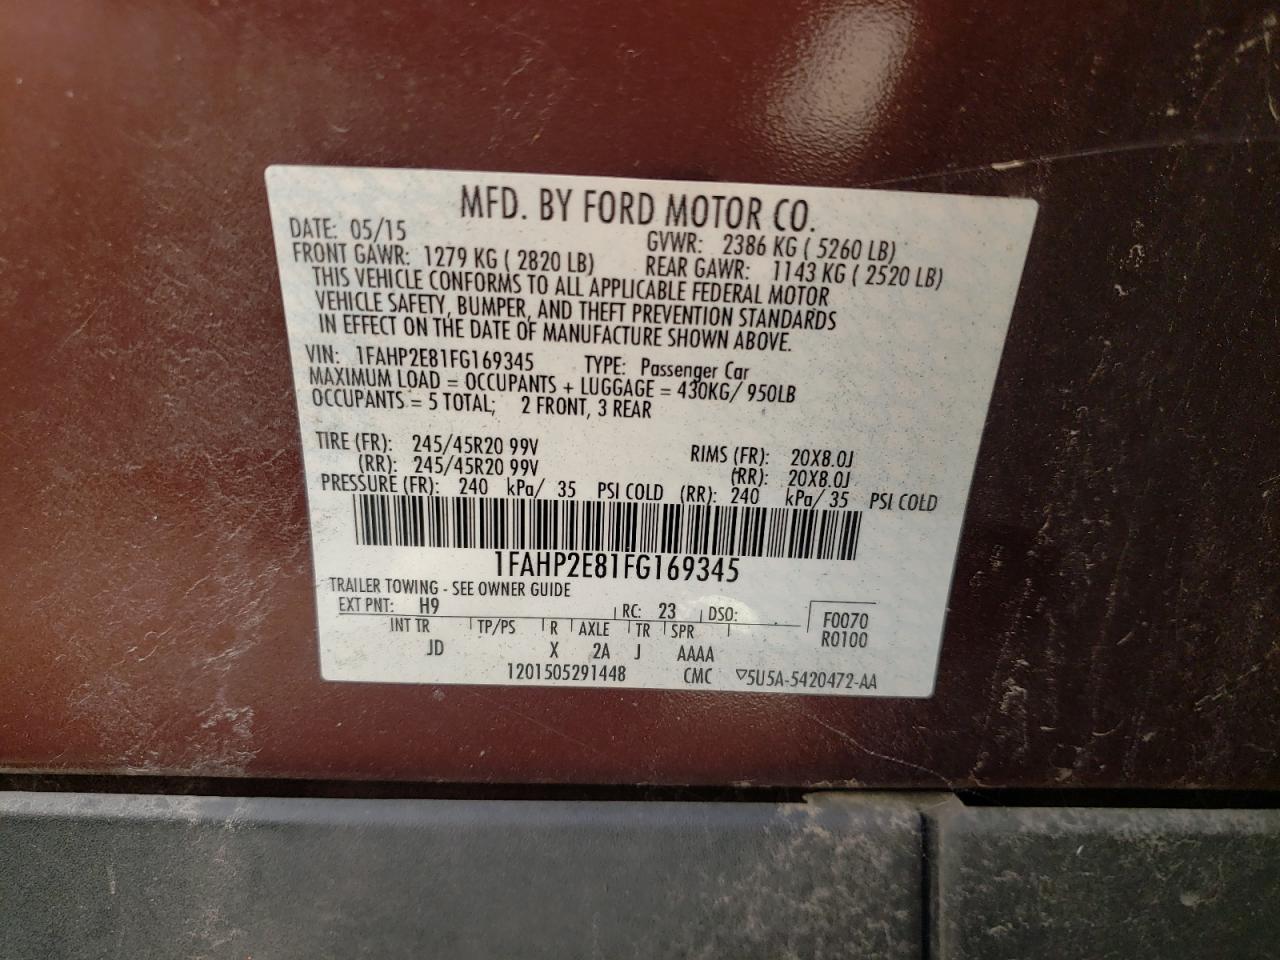 MFD. BY FORD MOTOR CO.
DATE: 05/15 GVWR: 2386 KG ( 5260 LB)
FRONT GAWR: 1279 KG ( 2820 LB) REAR GAWR: 1143 KG ( 2520 LB)
THIS VEHICLE CONFORMS TO ALL APPLICABLE FEDERAL MOTOR
VEHICLE SAFETY, BUMPER, AND THEFT PREVENTION STANDARDS
IN EFFECT ON THE DATE OF MANUFACTURE SHOWN ABOVE.
VIN: 1FAHP2E81FG169345 TYPE: Passenger Car
MAXIMUM LOAD = OCCUPANTS + LUGGAGE = 430KG/ 950LB
OCCUPANTS = 5 TOTAL; 2 FRONT, 3 REAR
TIRE (FR): 245/45R20 99V RIMS (FR): 20X8.0J
(RR): 245/45R20 99V (RR): 20X8.0J
PRESSURE (FR): 240 kPa/ 35 PSI COLD (RR): 240 kPa/ 35 PSI COLD
1FAHP2E81FG169345
TRAILER TOWING - SEE OWNER GUIDE
EXT PNT: H9 RC: 23 DSO: F0070
R0100
INT TR TP/PS R AXLE TR SPR
JD X 2A J AAAA
1201505291448 CMC ▽5U5A-5420472-AA